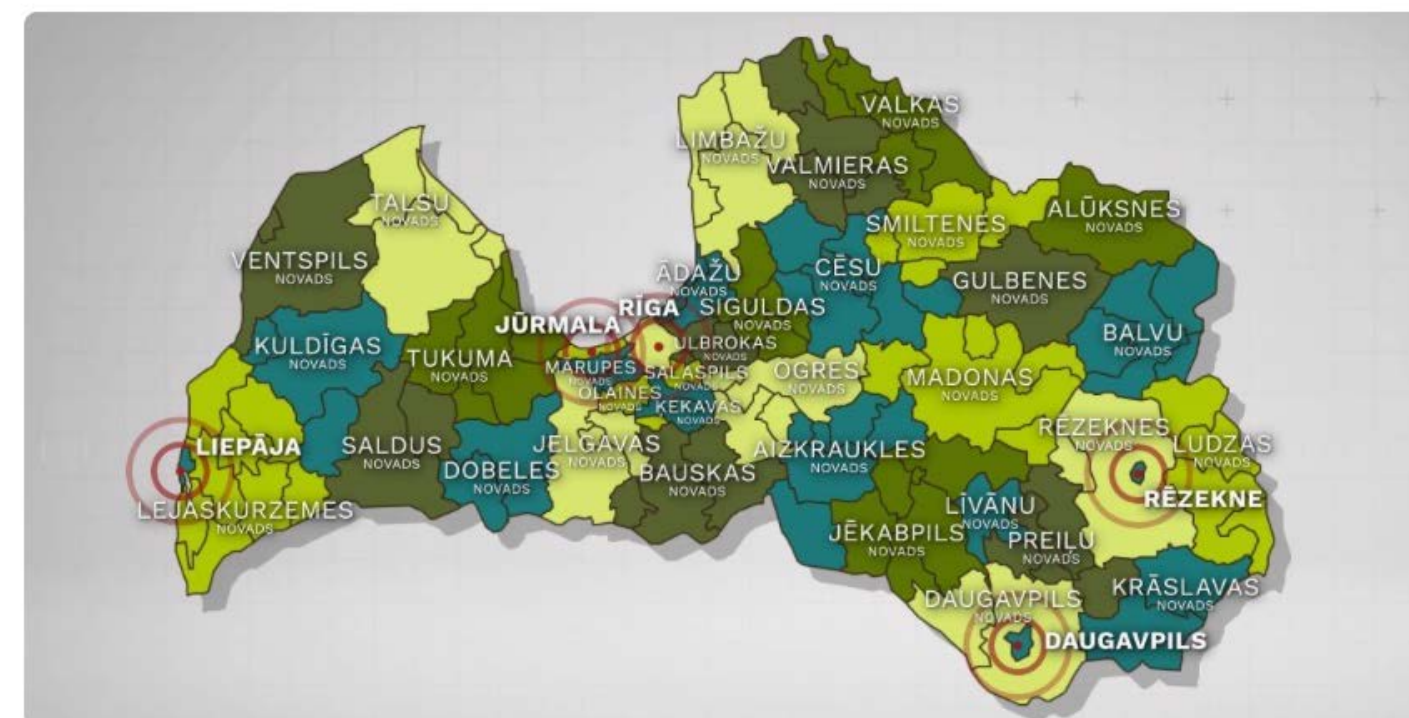 VALKAS
NOVADS
LIMBAŽU
NOVADS
VALMIERAS
NOVADS
TALSU
NOVADS
ALŪKSNES
NOVADS
SMILTENES
NOVADS
VENTSPILS
NOVADS
ĀDAŽU
NOVADS
CĒSU
NOVADS
GULBENES
NOVADS
RĪGA
SIGULDAS
NOVADS
JŪRMALA
BALVU
NOVADS
KULDĪGAS
NOVADS
TUKUMA
NOVADS
ULBROKAS
NOVADS
MĀRUPES
NOVADS
SALASPILS
NOVADS
OGRES
NOVADS
MADONAS
NOVADS
OLAINES
NOVADS
ĶEKAVAS
NOVADS
RĒZEKNES
NOVADS
LUDZAS
NOVADS
LIEPĀJA
SALDUS
NOVADS
JELGAVAS
NOVADS
AIZKRAUKLES
NOVADS
DOBELES
NOVADS
BAUSKAS
NOVADS
RĒZEKNE
LEJASKURZEMES
NOVADS
LĪVĀNU
NOVADS
JĒKABPILS
NOVADS
PREIĻU
NOVADS
KRĀSLAVAS
NOVADS
DAUGAVPILS
NOVADS
DAUGAVPILS